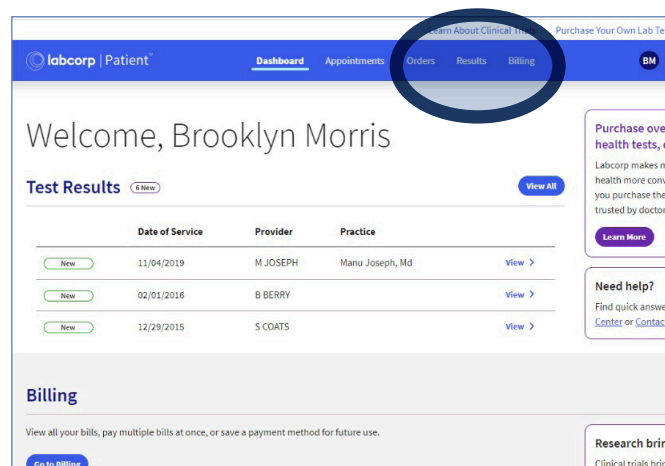 Learn About Clinical Trials Purchase Your Own Lab Te
labcorp | Patient™ Dashboard Appointments Orders Results Billing BM
Welcome, Brooklyn Morris
Test Results 6 New View All
Date of Service Provider Practice
New 11/04/2019 M JOSEPH Manu Joseph, Md View >
New 02/01/2016 B BERRY View >
New 12/29/2015 S COATS View >
Purchase ove
health tests,
Labcorp makes m
health more conv
you purchase the
trusted by doctor
Learn More
Need help?
Find quick answe
Center or Contac
Billing
View all your bills, pay multiple bills at once, or save a payment method for future use.
Go to Billing
Research brin
Clinical trials brin